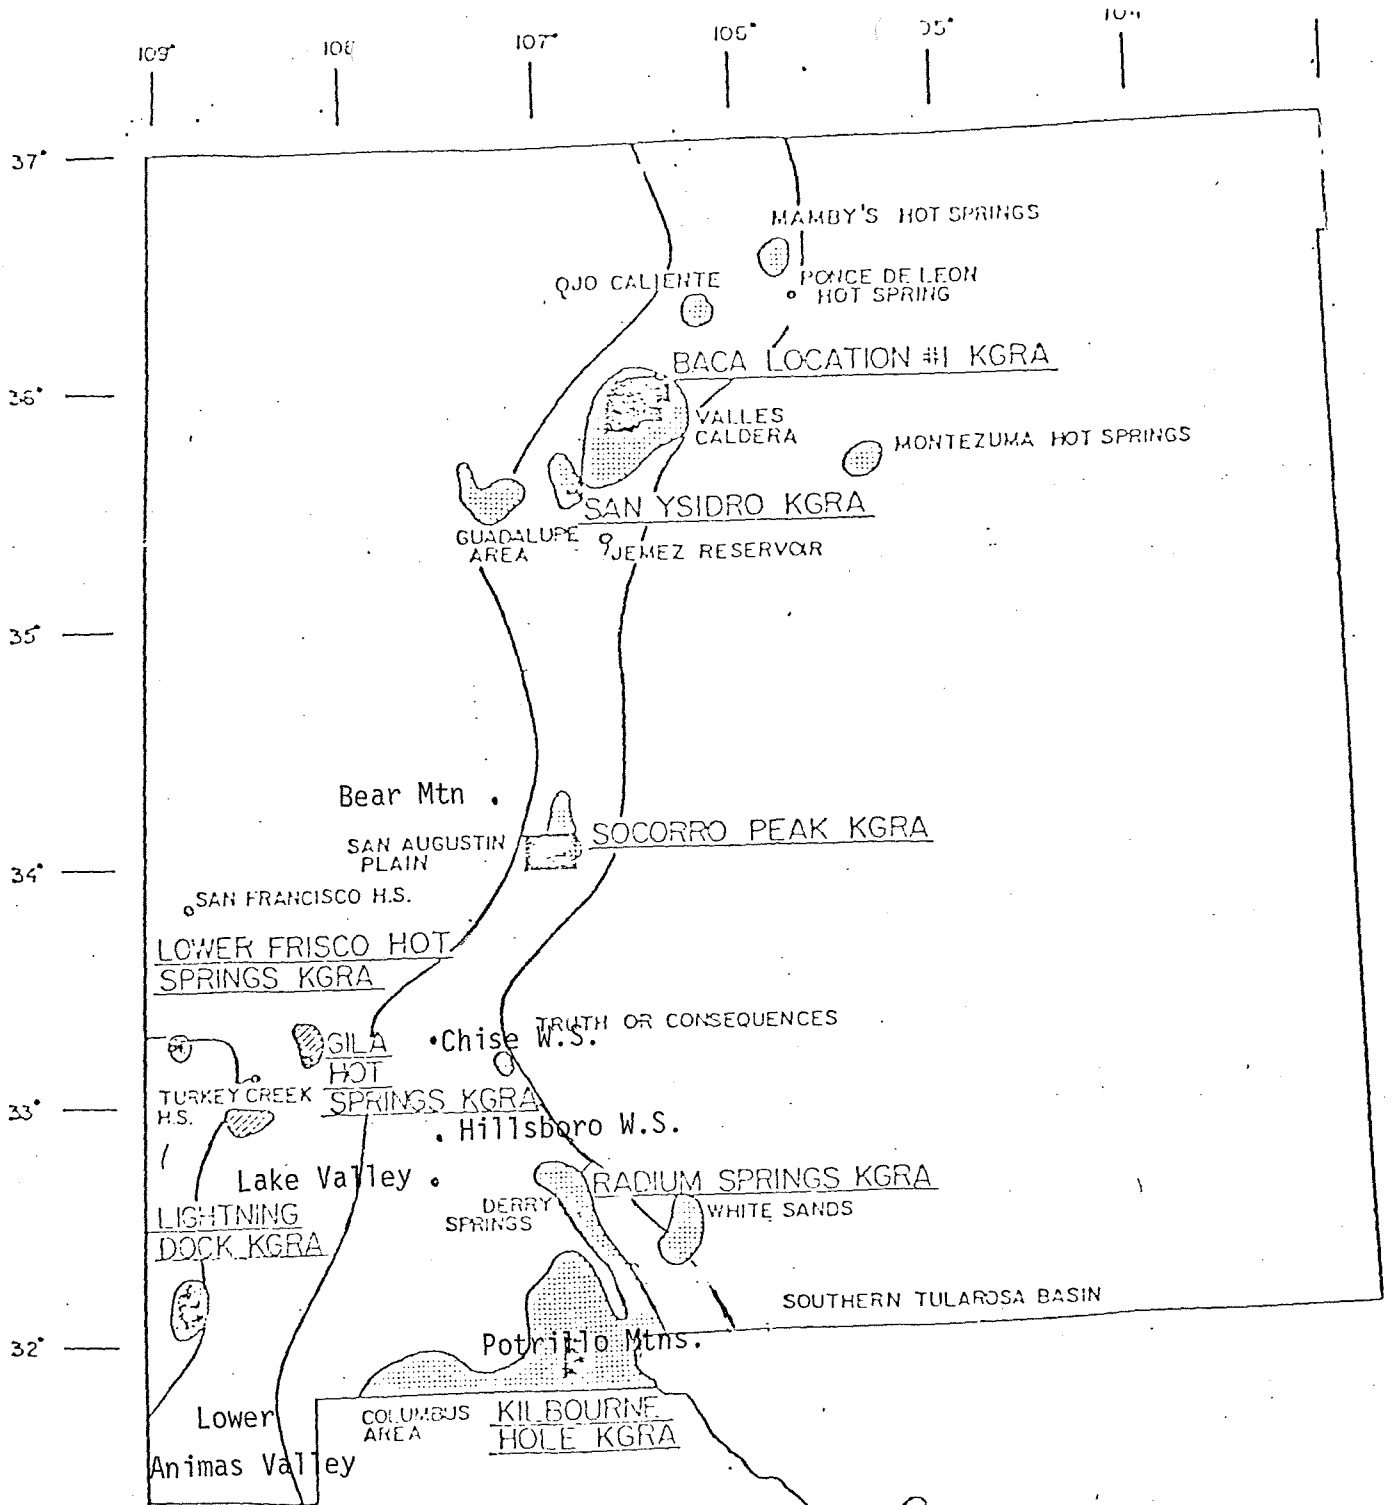 109°
108
107°
106°
105°
104
37°
MAMBY'S HOT SPRINGS
OJO CALIENTE
PONCE DE LEON
HOT SPRING
BACA LOCATION #1 KGRA
36°
VALLES
CALDERA
MONTEZUMA HOT SPRINGS
SAN YSIDRO KGRA
GUADALUPE
AREA
JEMEZ RESERVOIR
35°
Bear Mtn
SOCORRO PEAK KGRA
SAN AUGUSTIN
PLAIN
34°
SAN FRANCISCO H.S.
LOWER FRISCO HOT
SPRINGS KGRA
TRUTH OR CONSEQUENCES
Chise W.S.
GILA
HOT
SPRINGS KGRA
TURKEY CREEK
H.S.
33°
Hillsboro W.S.
Lake Valley
RADIUM SPRINGS KGRA
DERRY
SPRINGS
WHITE SANDS
LIGHTNING
DOCK KGRA
SOUTHERN TULAROSA BASIN
Potrillo Mtns.
32°
Lower
Animas Valley
COLUMBUS
AREA
KILBOURNE
HOLE KGRA